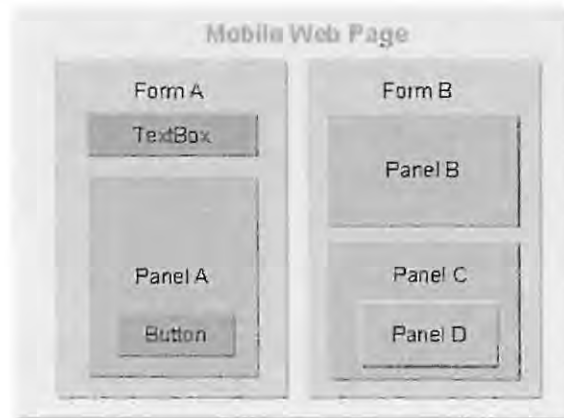 Mobile Web Page
Form A
TextBox
Panel A
Button
Form B
Panel B
Panel C
Panel D